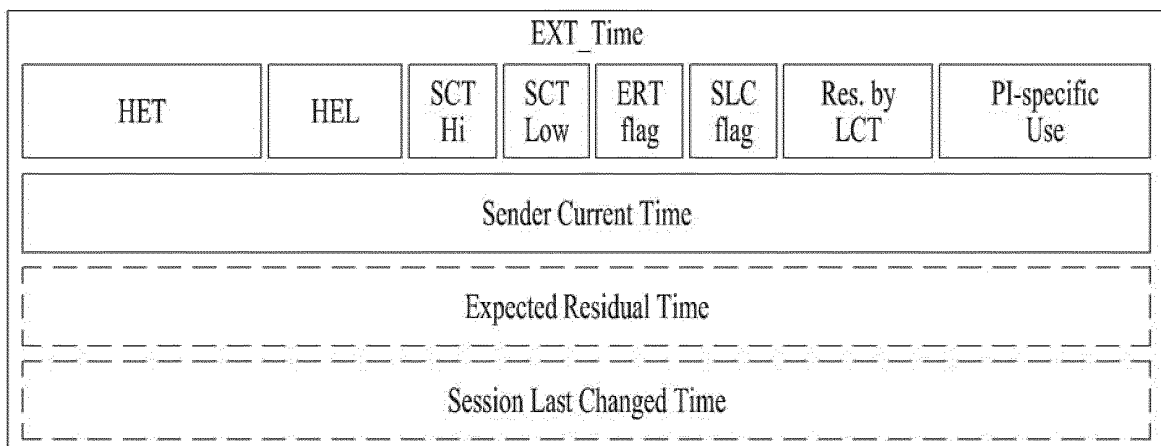 EXT_Time
HET
HEL
SCT
Hi
SCT
Low
ERT
flag
SLC
flag
Res. by
LCT
PI-specific
Use
Sender Current Time
Expected Residual Time
Session Last Changed Time